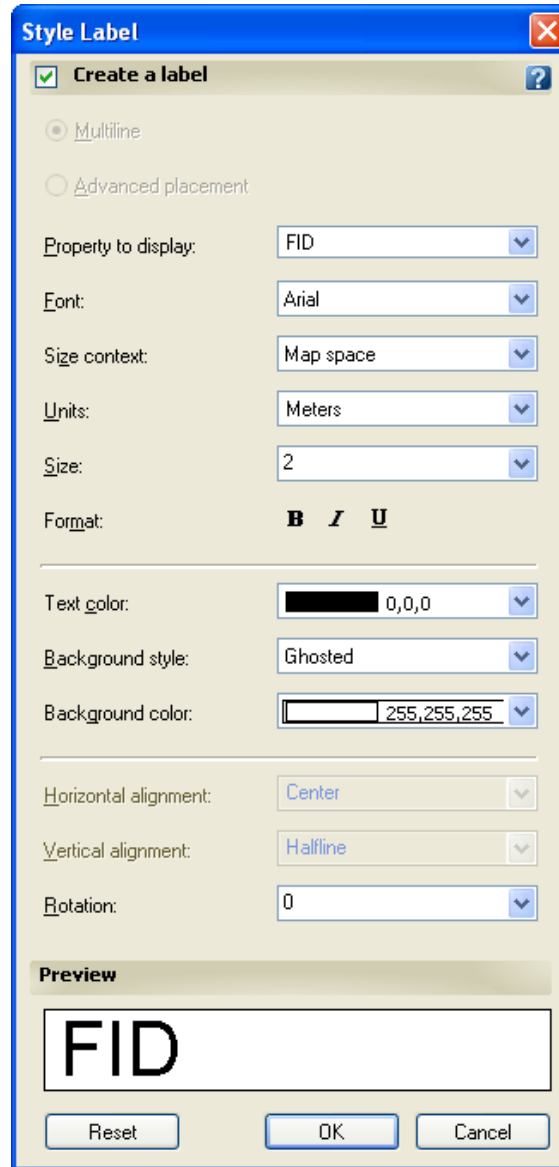 Style Label
Create a label ?
Multiline
Advanced placement
Property to display: FID
Font: Arial
Size context: Map space
Units: Meters
Size: 2
Format: B I U
Text color: 0,0,0
Background style: Ghosted
Background color: 255,255,255
Horizontal alignment: Center
Vertical alignment: Halfline
Rotation: 0
Preview
FID
Reset OK Cancel